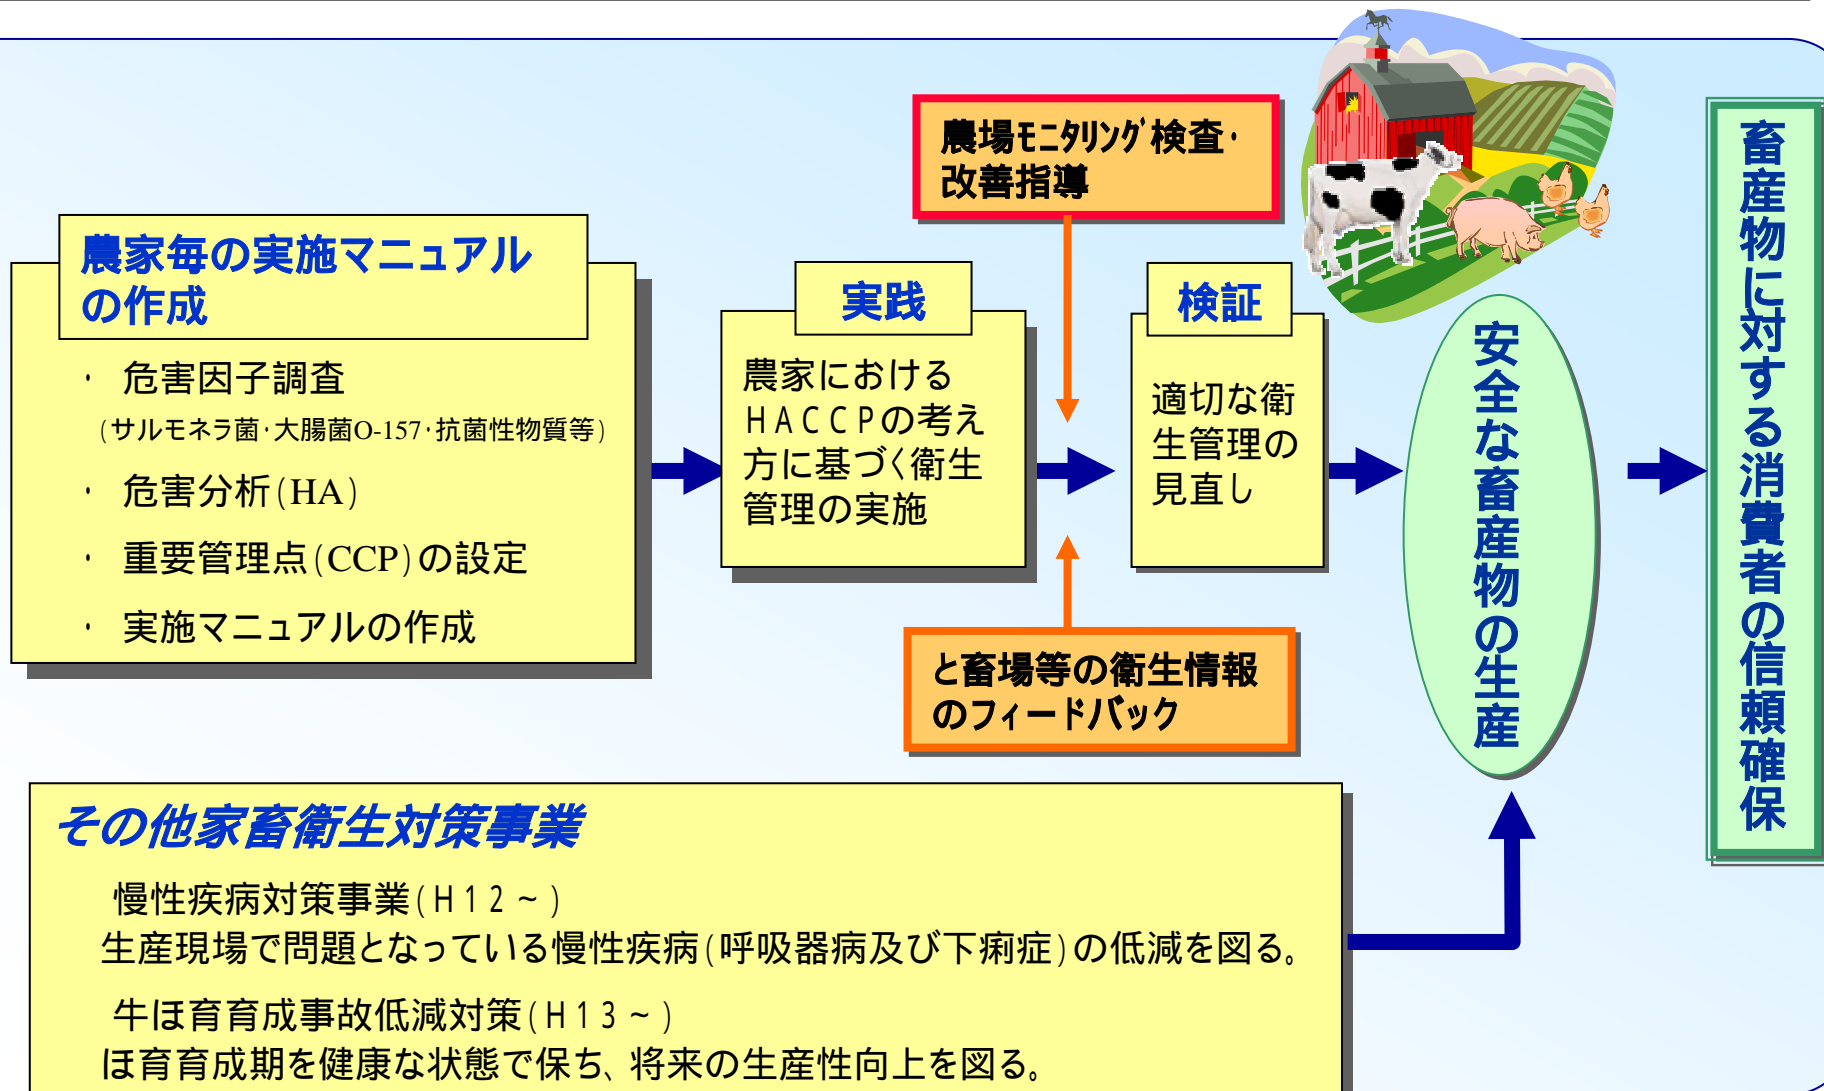 農場モニタリング検査・
改善指導
農家毎の実施マニュアル
の作成
・ 危害因子調査
(サルモネラ菌・大腸菌O-157・抗菌性物質等)
・ 危害分析(HA)
・ 重要管理点(CCP)の設定
・ 実施マニュアルの作成
実践
農家における
HACCPの考え
方に基づく衛生
管理の実施
検証
適切な衛
生管理の
見直し
と畜場等の衛生情報
のフィードバック
安全な畜産物の生産
畜産物に対する消費者の信頼確保
その他家畜衛生対策事業
慢性疾病対策事業(H12~)
生産現場で問題となっている慢性疾病(呼吸器病及び下痢症)の低減を図る。
牛ほ育育成事故低減対策(H13~)
ほ育育成期を健康な状態で保ち、将来の生産性向上を図る。